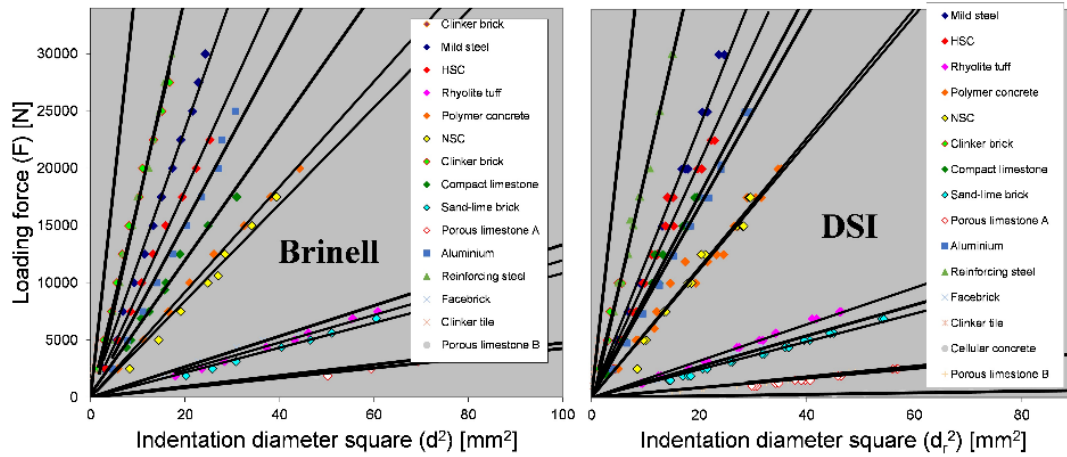 Loading force (F) [N]
30000
25000
20000
15000
10000
5000
0
0 20 40 60 80 100
Indentation diameter square (d²) [mm²]
Brinell
Clinker brick
Mild steel
HSC
Rhyolite tuff
Polymer concrete
NSC
Clinker brick
Compact limestone
Sand-lime brick
Porous limestone A
Aluminium
Reinforcing steel
Facebrick
Clinker tile
Porous limestone B
0 20 40 60 80
Indentation diameter square (dᵣ²) [mm²]
DSI
Mild steel
HSC
Rhyolite tuff
Polymer concrete
NSC
Clinker brick
Compact limestone
Sand-lime brick
Porous limestone A
Aluminium
Reinforcing steel
Facebrick
Clinker tile
Cellular concrete
Porous limestone B